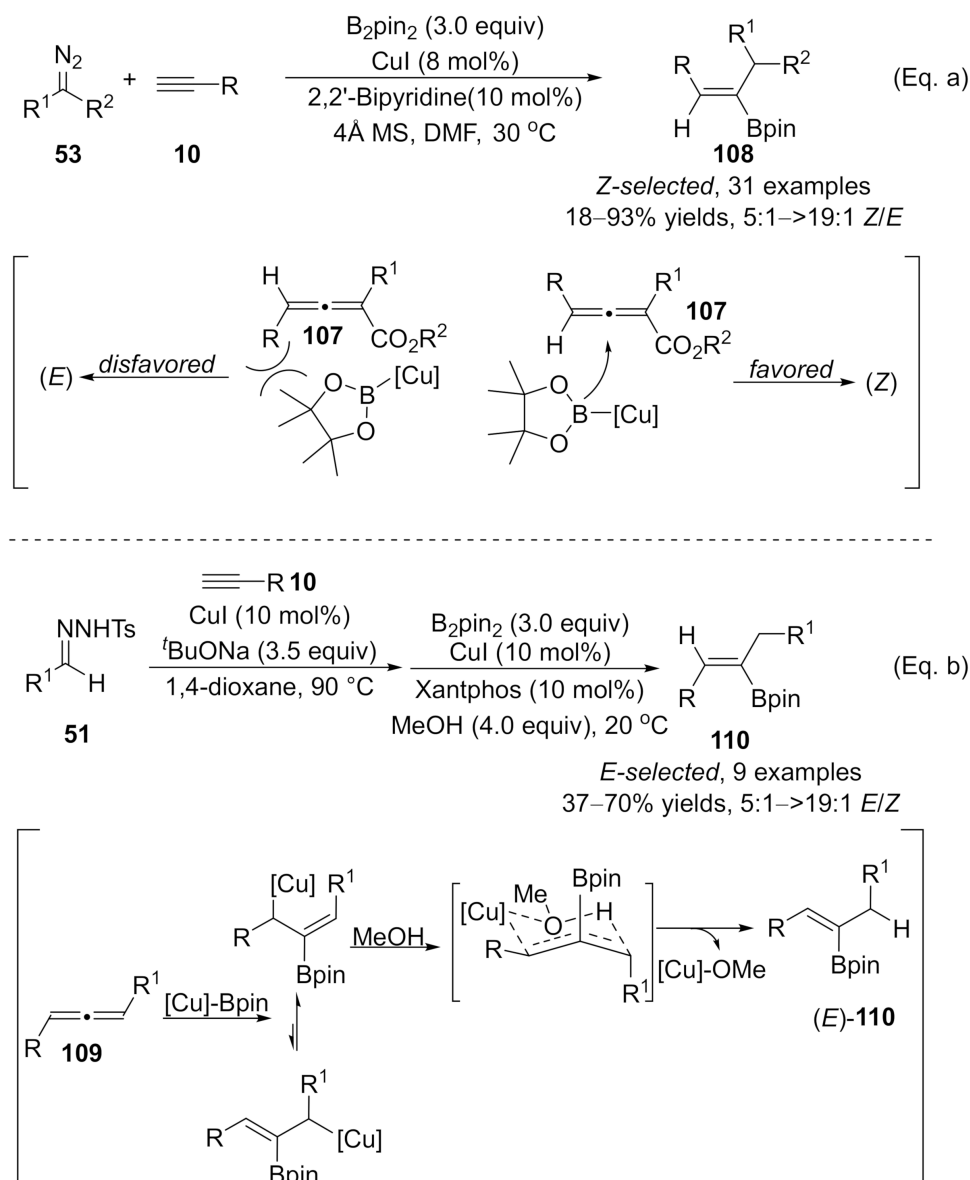 B2pin2 (3.0 equiv)
CuI (8 mol%)
2,2'-Bipyridine(10 mol%)
4Å MS, DMF, 30 °C
N2
R1 R2
53
+
R
10
R1
R R2
H Bpin
108
(Eq. a)
Z-selected, 31 examples
18–93% yields, 5:1–>19:1 Z/E
(E)
disfavored
H R1
R 107 CO2R2
O B [Cu]
O
R R1
107
H CO2R2
O
B [Cu]
O
favored
(Z)
R 10
CuI (10 mol%)
tBuONa (3.5 equiv)
1,4-dioxane, 90 °C
NNHTs
R1 H
51
B2pin2 (3.0 equiv)
CuI (10 mol%)
Xantphos (10 mol%)
MeOH (4.0 equiv), 20 °C
H R1
R Bpin
110
(Eq. b)
E-selected, 9 examples
37–70% yields, 5:1–>19:1 E/Z
R1
R 109
[Cu]-Bpin
[Cu] R1
R
Bpin
MeOH
Bpin
[Cu] Me O H
R
R1
[Cu]-OMe
R1
R H
Bpin
(E)-110
R1
R [Cu]
Bpin